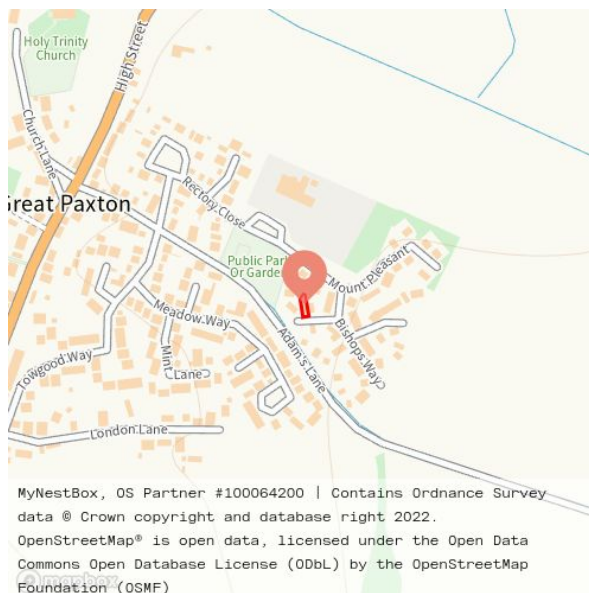 Holy Trinity
Church
High Street
Church Lane
Great Paxton
Rectory Close
Public Park
Or Garden
Mount Pleasant
Meadow Way
Bishops Way
Adam's Lane
Mint Lane
Towgood Way
London Lane
MyNestBox, OS Partner #100064200 | Contains Ordnance Survey
data © Crown copyright and database right 2022.
OpenStreetMap® is open data, licensed under the Open Data
Commons Open Database License (ODbL) by the OpenStreetMap
Foundation (OSMF)
mapbox